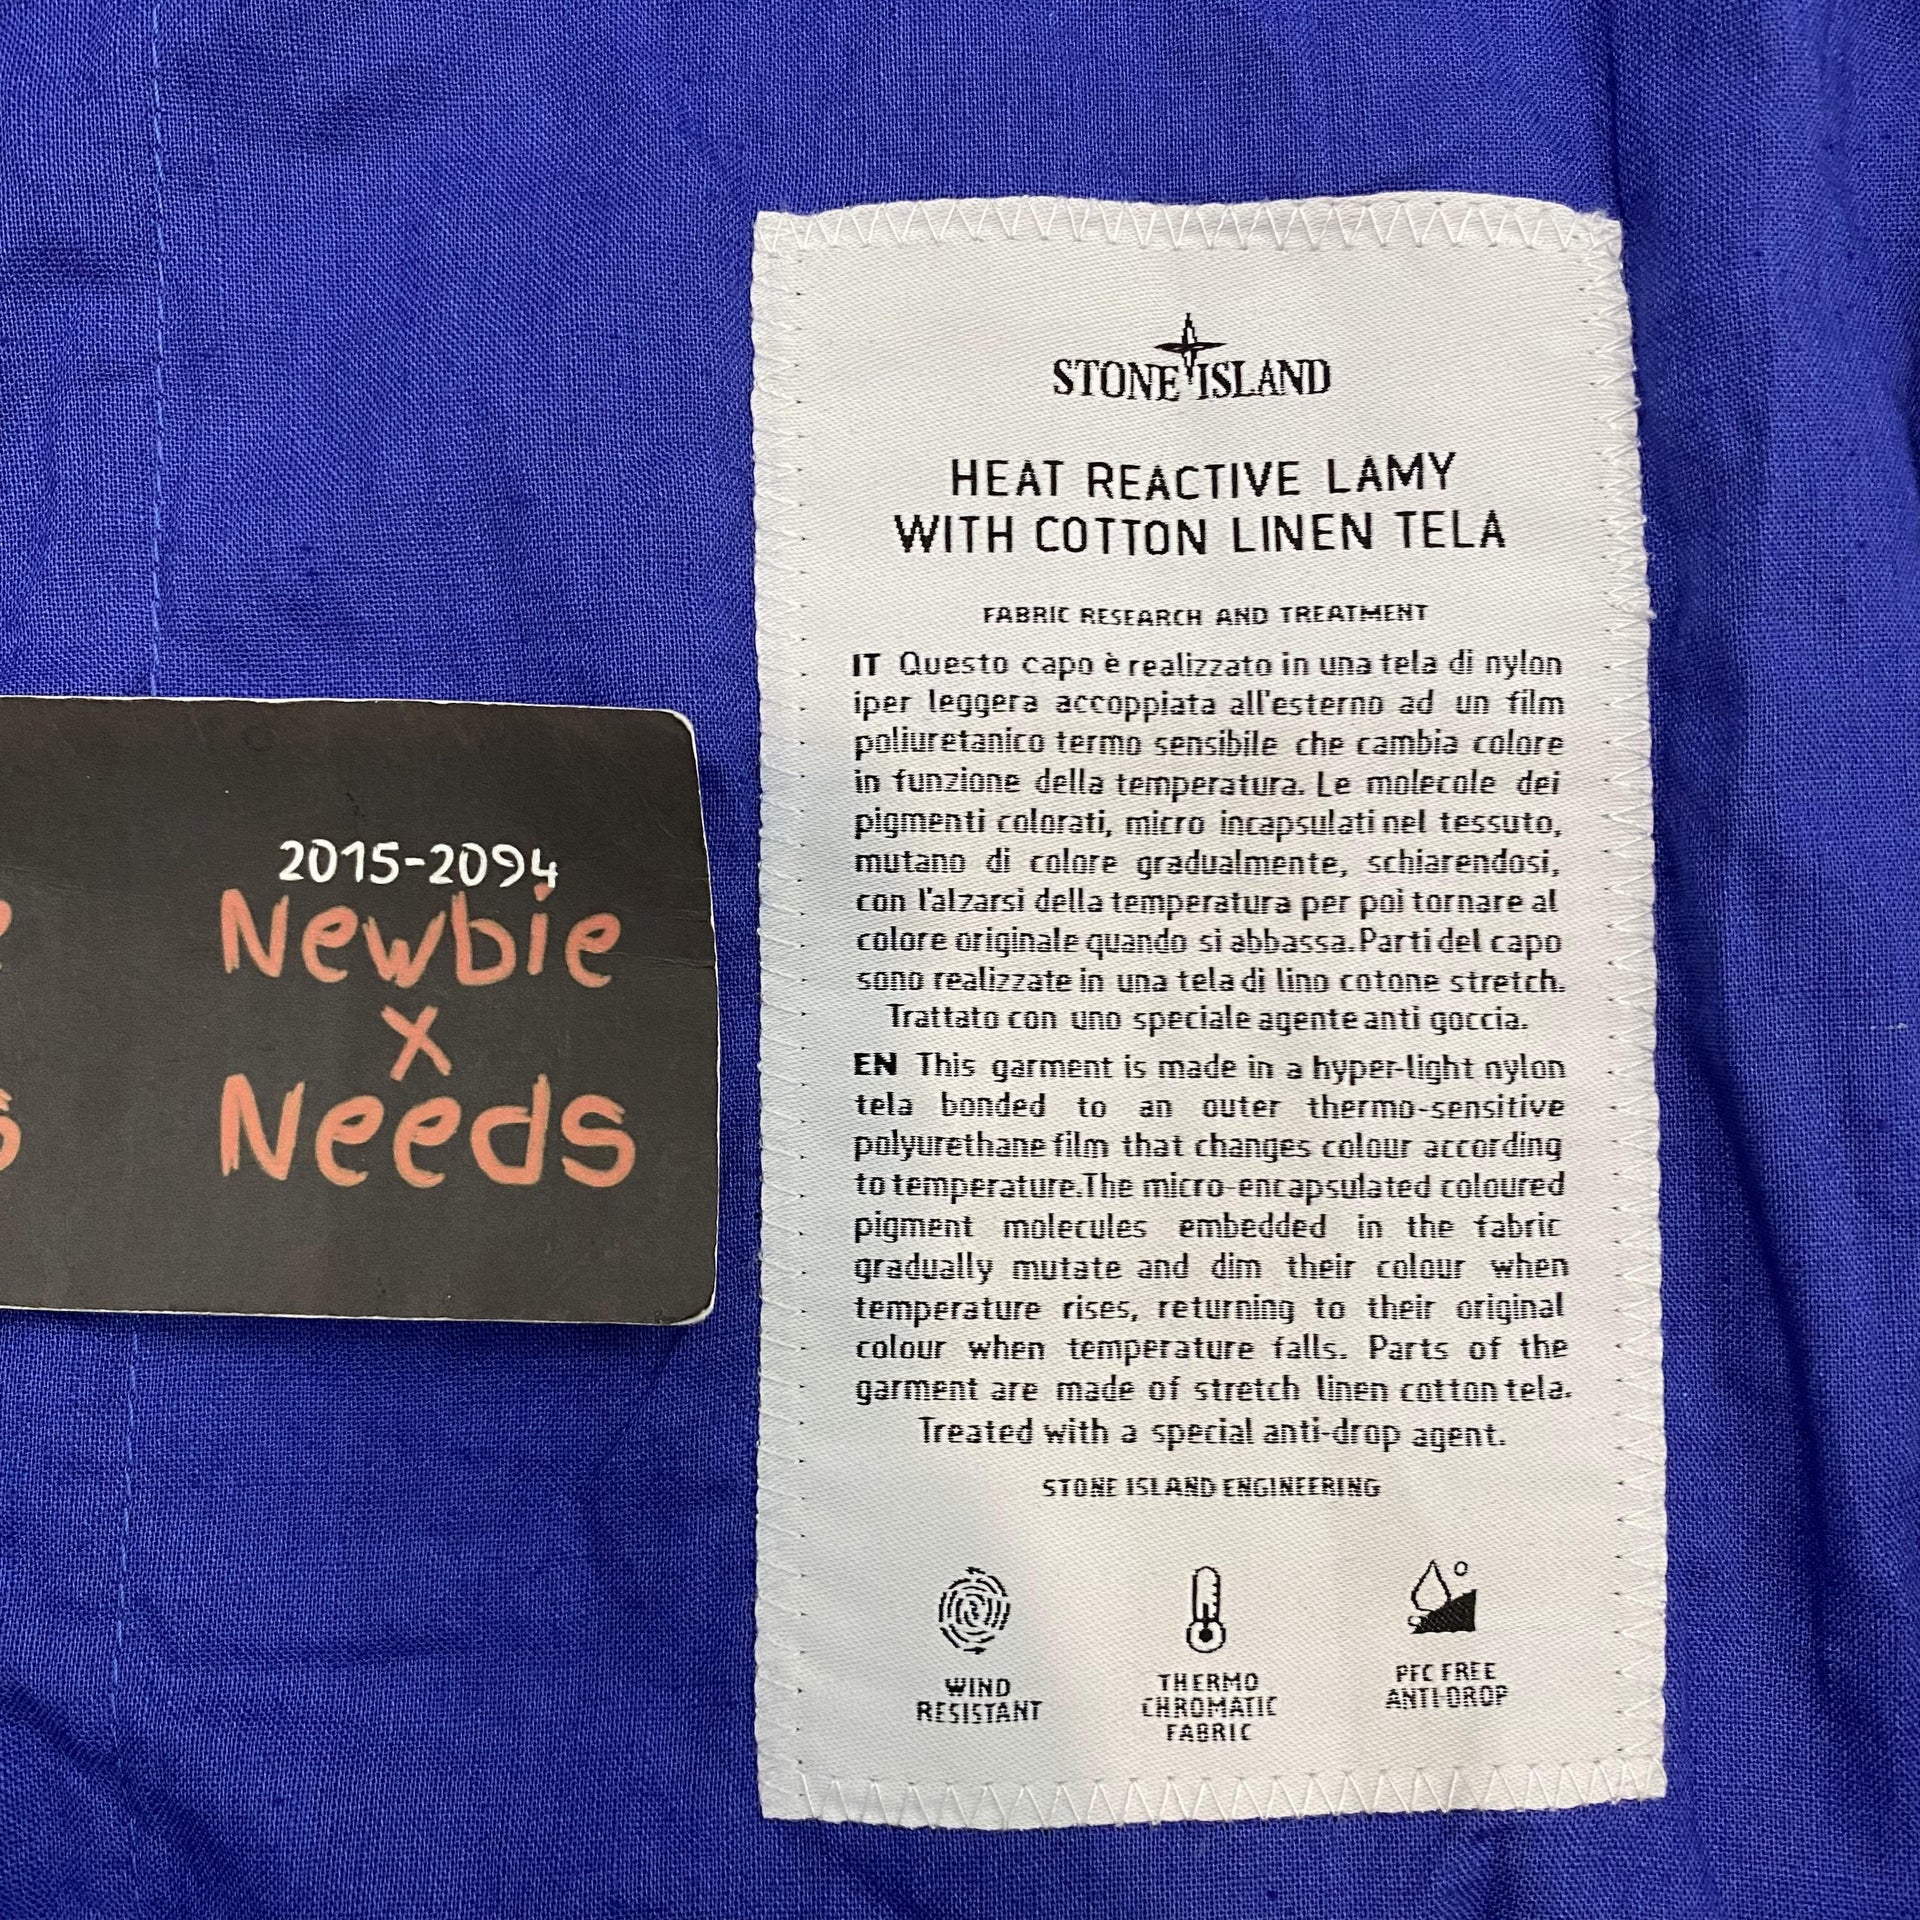 STONE ISLAND
HEAT REACTIVE LAMY
WITH COTTON LINEN TELA
FABRIC RESEARCH AND TREATMENT
IT Questo capo è realizzato in una tela di nylon
iper leggera accoppiata all'esterno ad un film
poliuretanico termo sensibile che cambia colore
in funzione della temperatura. Le molecole dei
pigmenti colorati, micro incapsulati nel tessuto,
mutano di colore gradualmente, schiarendosi,
con l'alzarsi della temperatura per poi tornare al
colore originale quando si abbassa. Parti del capo
sono realizzate in una tela di lino cotone stretch.
Trattato con uno speciale agente anti goccia.
EN This garment is made in a hyper-light nylon
tela bonded to an outer thermo-sensitive
polyurethane film that changes colour according
to temperature. The micro-encapsulated coloured
pigment molecules embedded in the fabric
gradually mutate and dim their colour when
temperature rises, returning to their original
colour when temperature falls. Parts of the
garment are made of stretch linen cotton tela.
Treated with a special anti-drop agent.
STONE ISLAND ENGINEERING
WIND
RESISTANT
THERMO
CHROMATIC
FABRIC
PFC FREE
ANTI-DROP
2015-2094
Newbie
x
Needs